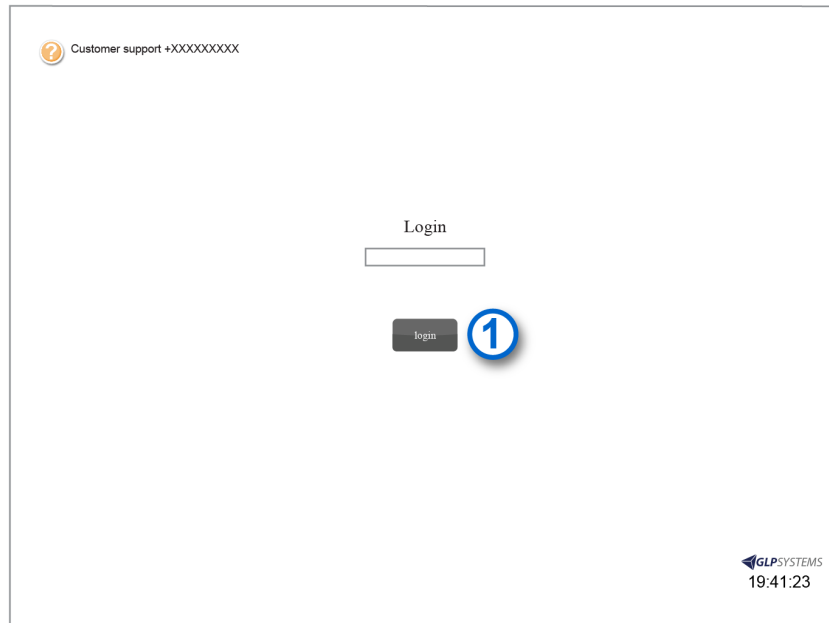 Customer support +XXXXXXXXX
Login
login
1
GLPSYSTEMS
19:41:23